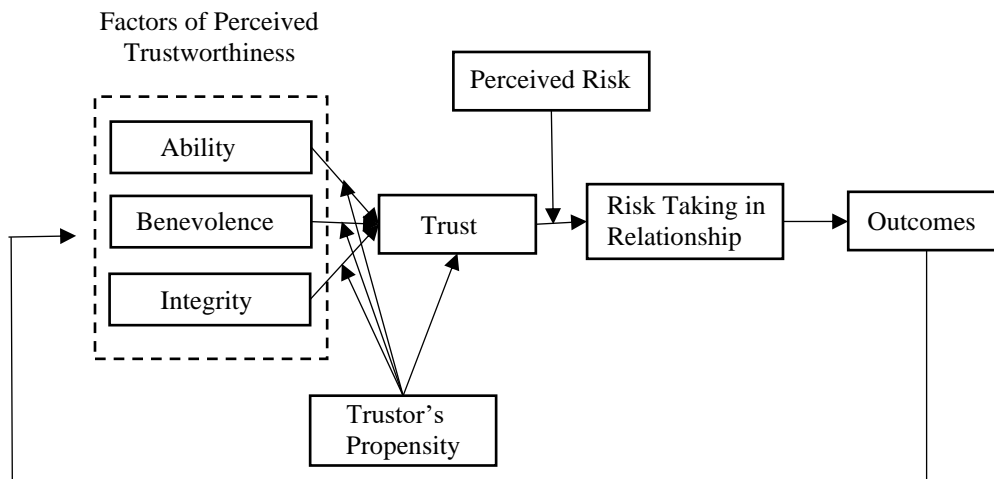 Factors of Perceived
Trustworthiness
Perceived Risk
Ability
Benevolence
Integrity
Trust
Risk Taking in
Relationship
Outcomes
Trustor’s
Propensity